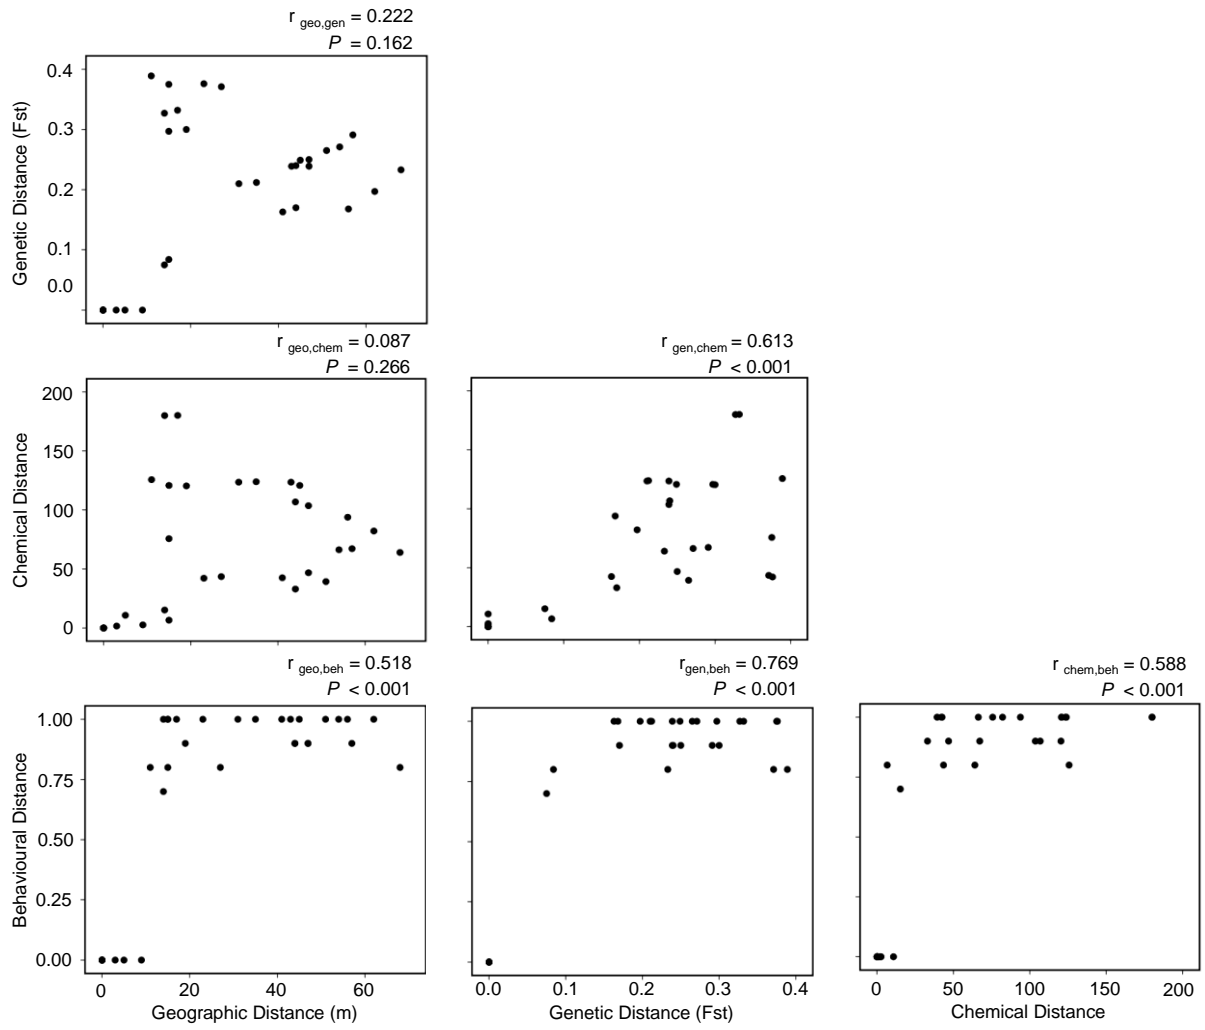 r geo,gen = 0.222
P = 0.162
Genetic Distance (Fst)
0.4
0.3
0.2
0.1
0.0
r geo,chem = 0.087
P = 0.266
r gen,chem = 0.613
P < 0.001
Chemical Distance
200
150
100
50
0
r geo,beh = 0.518
P < 0.001
r gen,beh = 0.769
P < 0.001
r chem,beh = 0.588
P < 0.001
Behavioural Distance
1.00
0.75
0.50
0.25
0.00
0 20 40 60
Geographic Distance (m)
0.0 0.1 0.2 0.3 0.4
Genetic Distance (Fst)
0 50 100 150 200
Chemical Distance